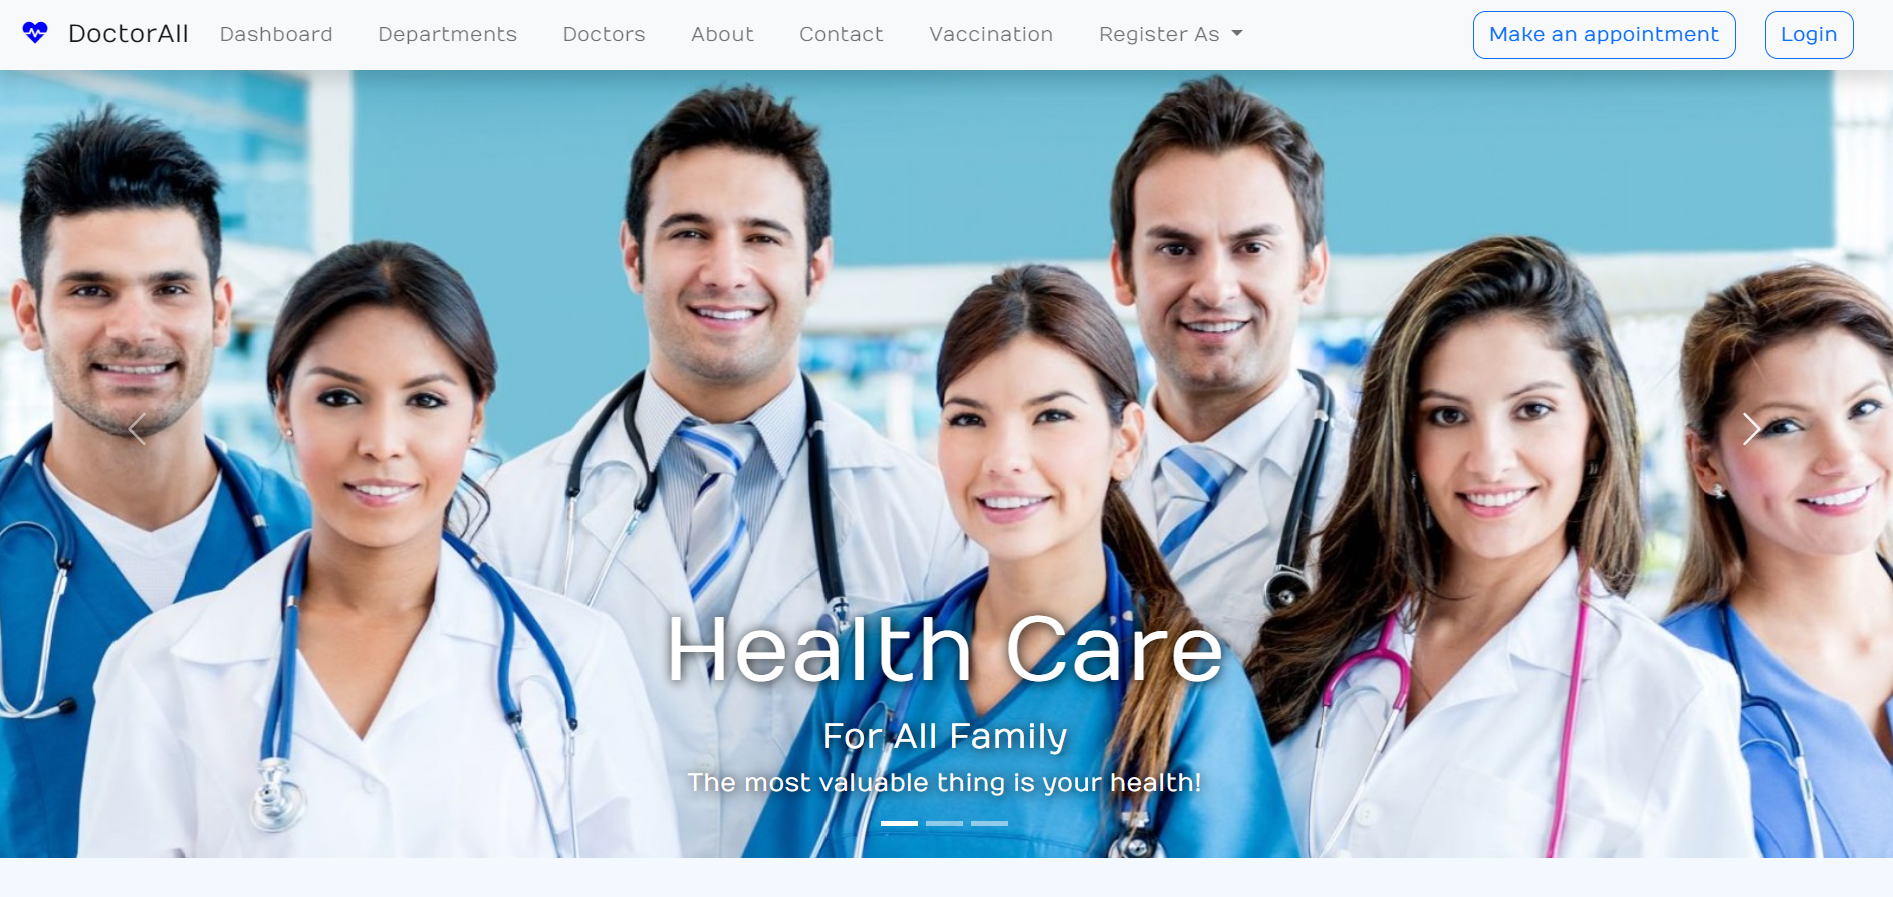 DoctorAll Dashboard Departments Doctors About Contact Vaccination Register As Make an appointment Login
Health Care
For All Family
The most valuable thing is your health!